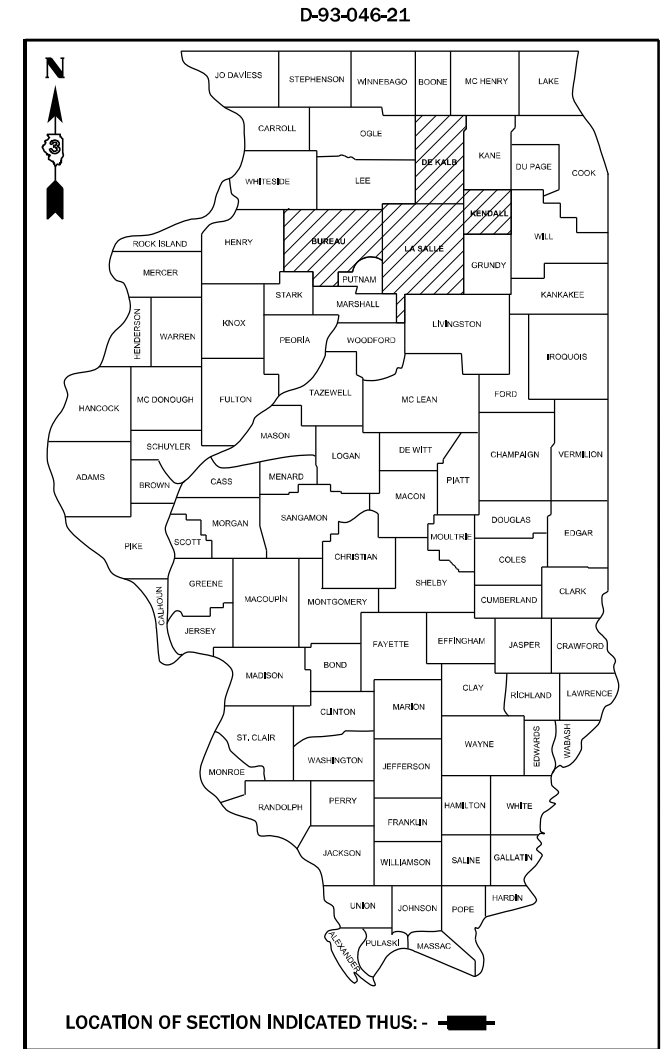 D-93-046-21
N
3
JO DAVIESS STEPHENSON WINNEBAGO BOONE MC HENRY LAKE
CARROLL OGLE DE KALB KANE DU PAGE COOK
WHITESIDE LEE
ROCK ISLAND HENRY BUREAU LA SALLE KENDALL WILL
MERCER PUTNAM GRUNDY
STARK MARSHALL KANKAKEE
HENDERSON WARREN KNOX PEORIA WOODFORD LIVINGSTON IROQUOIS
HANCOCK MC DONOUGH FULTON TAZEWELL MC LEAN FORD
SCHUYLER MASON LOGAN DE WITT CHAMPAIGN VERMILION
ADAMS BROWN CASS MENARD PIATT
MACON
PIKE SCOTT MORGAN SANGAMON MOULTRIE DOUGLAS EDGAR
CHRISTIAN COLES
CALHOUN GREENE MACOUPIN MONTGOMERY SHELBY CUMBERLAND CLARK
JERSEY
FAYETTE EFFINGHAM JASPER CRAWFORD
MADISON BOND
CLAY RICHLAND LAWRENCE
CLINTON MARION
ST. CLAIR WAYNE EDWARDS WABASH
MONROE WASHINGTON JEFFERSON
RANDOLPH PERRY HAMILTON WHITE
FRANKLIN
JACKSON WILLIAMSON SALINE GALLATIN
UNION JOHNSON POPE HARDIN
ALEXANDER PULASKI MASSAC
LOCATION OF SECTION INDICATED THUS: -